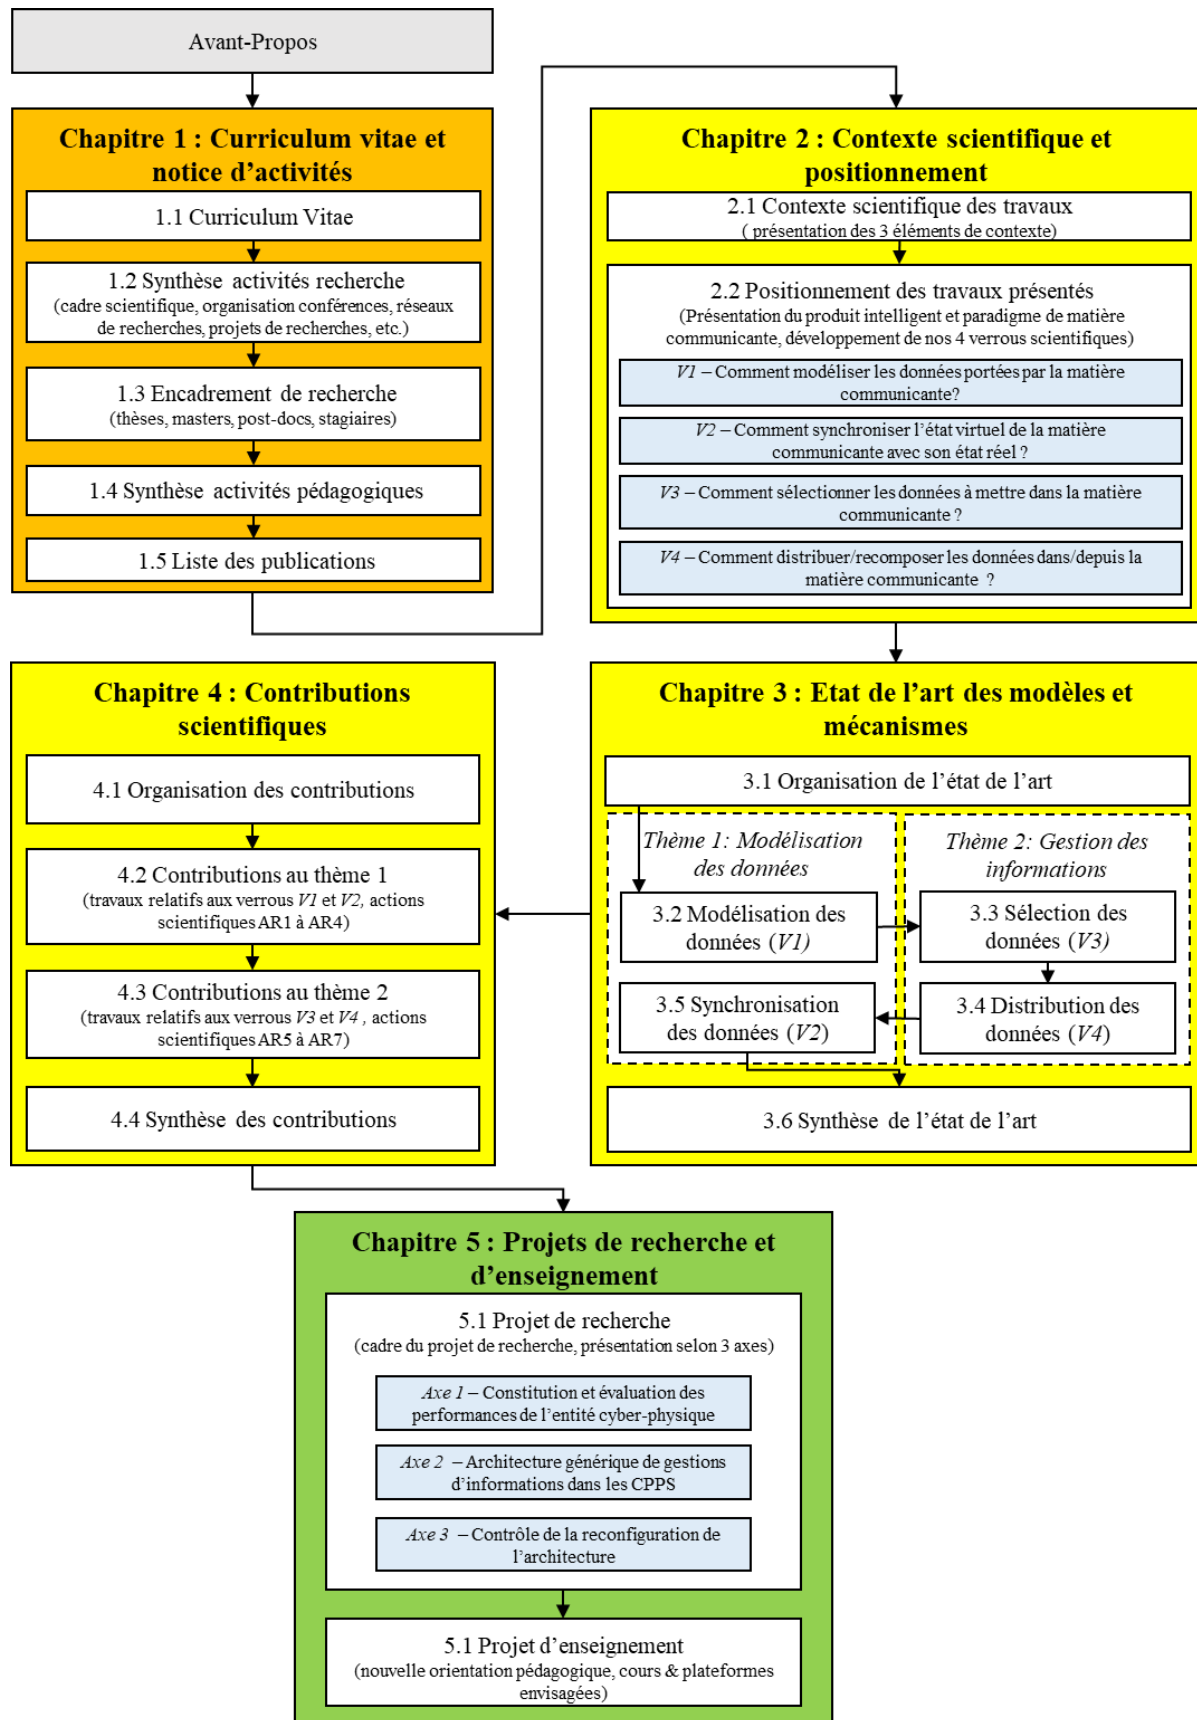 Avant-Propos
Chapitre 1 : Curriculum vitae et
notice d’activités
1.1 Curriculum Vitae
1.2 Synthèse activités recherche
(cadre scientifique, organisation conférences, réseaux
de recherches, projets de recherches, etc.)
1.3 Encadrement de recherche
(thèses, masters, post-docs, stagiaires)
1.4 Synthèse activités pédagogiques
1.5 Liste des publications
Chapitre 2 : Contexte scientifique et
positionnement
2.1 Contexte scientifique des travaux
( présentation des 3 éléments de contexte)
2.2 Positionnement des travaux présentés
(Présentation du produit intelligent et paradigme de matière
communicante, développement de nos 4 verrous scientifiques)
V1 – Comment modéliser les données portées par la matière
communicante?
V2 – Comment synchroniser l’état virtuel de la matière
communicante avec son état réel ?
V3 – Comment sélectionner les données à mettre dans la matière
communicante ?
V4 – Comment distribuer/recomposer les données dans/depuis la
matière communicante ?
Chapitre 3 : Etat de l’art des modèles et
mécanismes
3.1 Organisation de l’état de l’art
Thème 1: Modélisation
des données
Thème 2: Gestion des
informations
3.2 Modélisation des
données (V1)
3.3 Sélection des
données (V3)
3.5 Synchronisation
des données (V2)
3.4 Distribution des
données (V4)
3.6 Synthèse de l’état de l’art
Chapitre 4 : Contributions
scientifiques
4.1 Organisation des contributions
4.2 Contributions au thème 1
(travaux relatifs aux verrous V1 et V2, actions
scientifiques AR1 à AR4)
4.3 Contributions au thème 2
(travaux relatifs aux verrous V3 et V4 , actions
scientifiques AR5 à AR7)
4.4 Synthèse des contributions
Chapitre 5 : Projets de recherche et
d’enseignement
5.1 Projet de recherche
(cadre du projet de recherche, présentation selon 3 axes)
Axe 1 – Constitution et évaluation des
performances de l’entité cyber-physique
Axe 2 – Architecture générique de gestions
d’informations dans les CPPS
Axe 3 – Contrôle de la reconfiguration de
l’architecture
5.1 Projet d’enseignement
(nouvelle orientation pédagogique, cours & plateformes
envisagées)